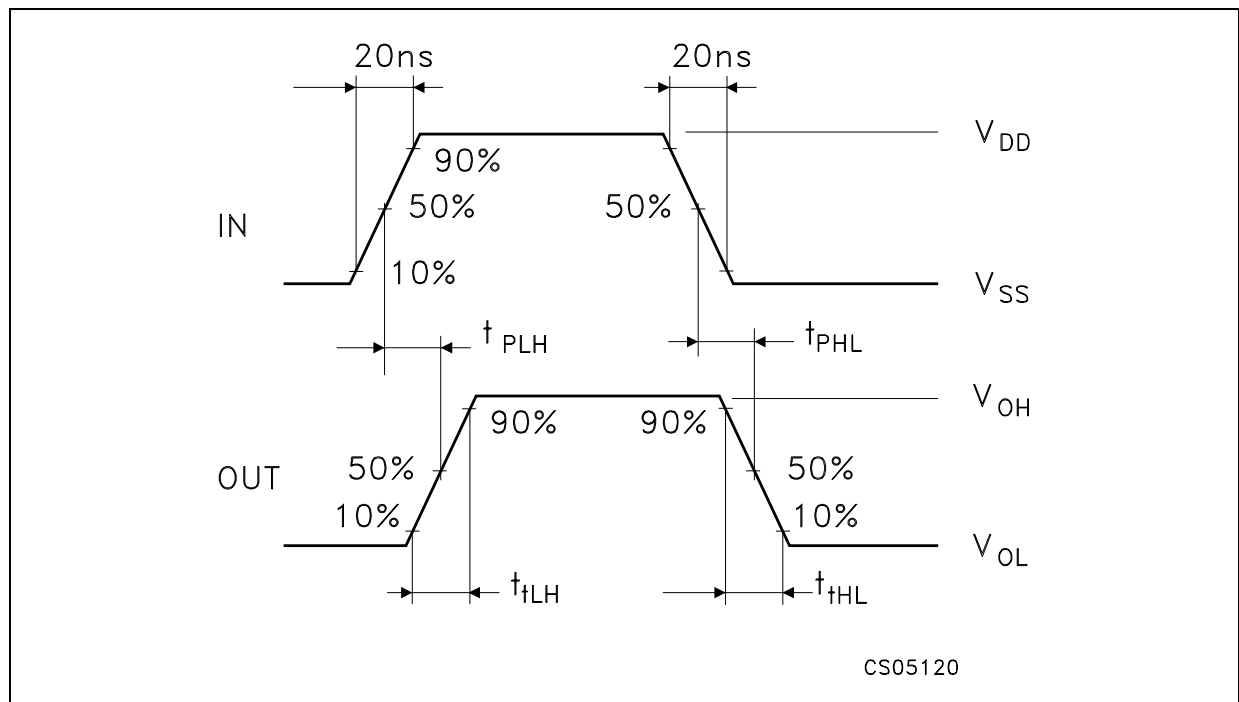 20ns 20ns
V DD
90%
50% 50%
IN
10%
V SS
t PLH t PHL
V OH
90% 90%
50% 50%
OUT
10% 10%
V OL
t tLH t tHL
CS05120